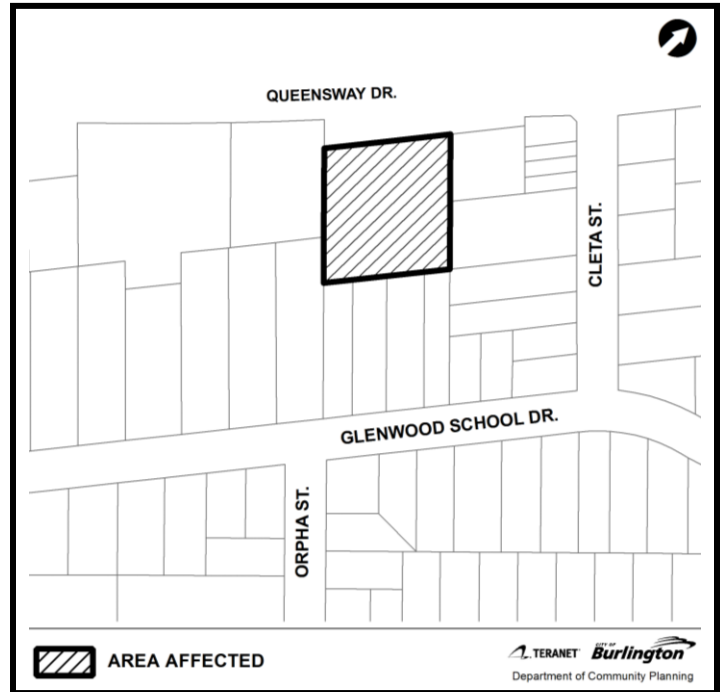 QUEENSWAY DR.
CLETA ST.
GLENWOOD SCHOOL DR.
ORPHA ST.
AREA AFFECTED
TERANET
CITY OF
Burlington
Department of Community Planning